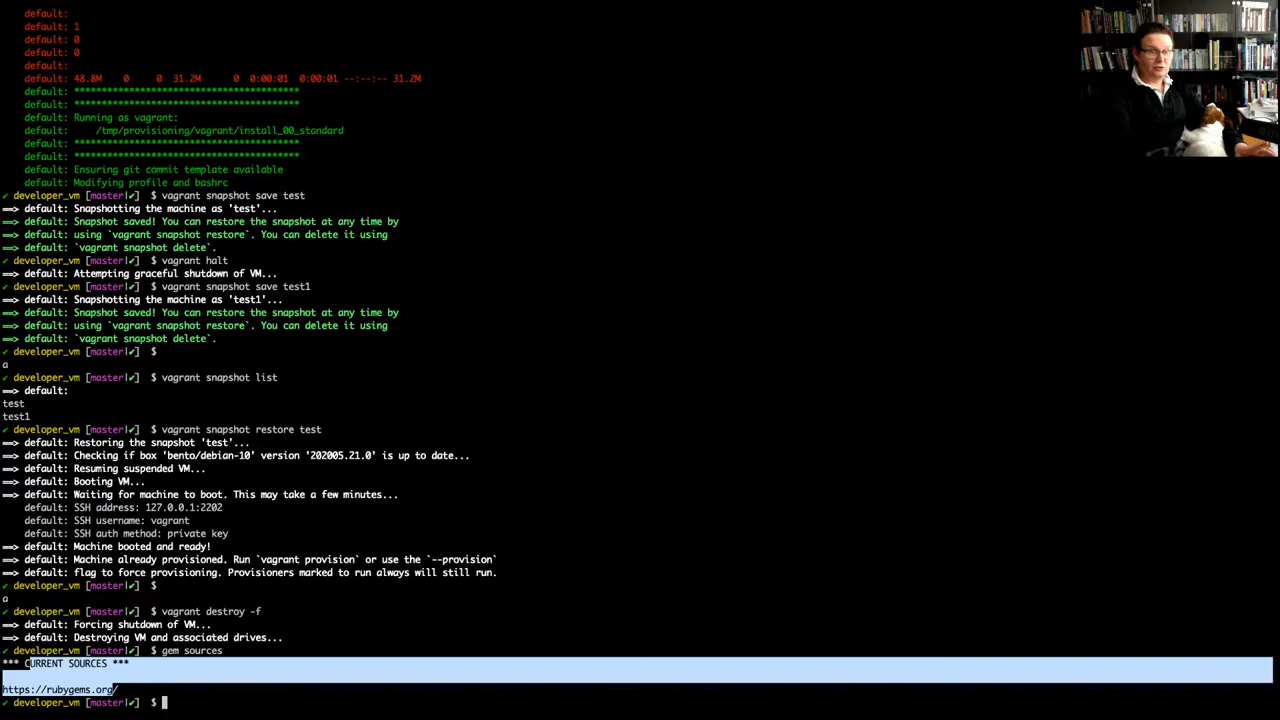 default:
default: 1
default: 0
default: 0
default:
default: 48.8M 0 0 31.2M 0 0:00:01 0:00:01 --:--:-- 31.2M
default: *****************************************
default: *****************************************
default: Running as vagrant:
default: /tmp/provisioning/vagrant/install_00_standard
default: *****************************************
default: *****************************************
default: Ensuring git commit template available
default: Modifying profile and bashrc
✔ developer_vm [master|✔] $ vagrant snapshot save test
==> default: Snapshotting the machine as 'test'...
==> default: Snapshot saved! You can restore the snapshot at any time by
==> default: using `vagrant snapshot restore`. You can delete it using
==> default: `vagrant snapshot delete`.
✔ developer_vm [master|✔] $ vagrant halt
==> default: Attempting graceful shutdown of VM...
✔ developer_vm [master|✔] $ vagrant snapshot save test1
==> default: Snapshotting the machine as 'test1'...
==> default: Snapshot saved! You can restore the snapshot at any time by
==> default: using `vagrant snapshot restore`. You can delete it using
==> default: `vagrant snapshot delete`.
✔ developer_vm [master|✔] $
a
✔ developer_vm [master|✔] $ vagrant snapshot list
==> default:
test
test1
✔ developer_vm [master|✔] $ vagrant snapshot restore test
==> default: Restoring the snapshot 'test'...
==> default: Checking if box 'bento/debian-10' version '202005.21.0' is up to date...
==> default: Resuming suspended VM...
==> default: Booting VM...
==> default: Waiting for machine to boot. This may take a few minutes...
default: SSH address: 127.0.0.1:2202
default: SSH username: vagrant
default: SSH auth method: private key
==> default: Machine booted and ready!
==> default: Machine already provisioned. Run `vagrant provision` or use the `--provision`
==> default: flag to force provisioning. Provisioners marked to run always will still run.
✔ developer_vm [master|✔] $
a
✔ developer_vm [master|✔] $ vagrant destroy -f
==> default: Forcing shutdown of VM...
==> default: Destroying VM and associated drives...
✔ developer_vm [master|✔] $ gem sources
*** CURRENT SOURCES ***
https://rubygems.org/
✔ developer_vm [master|✔] $